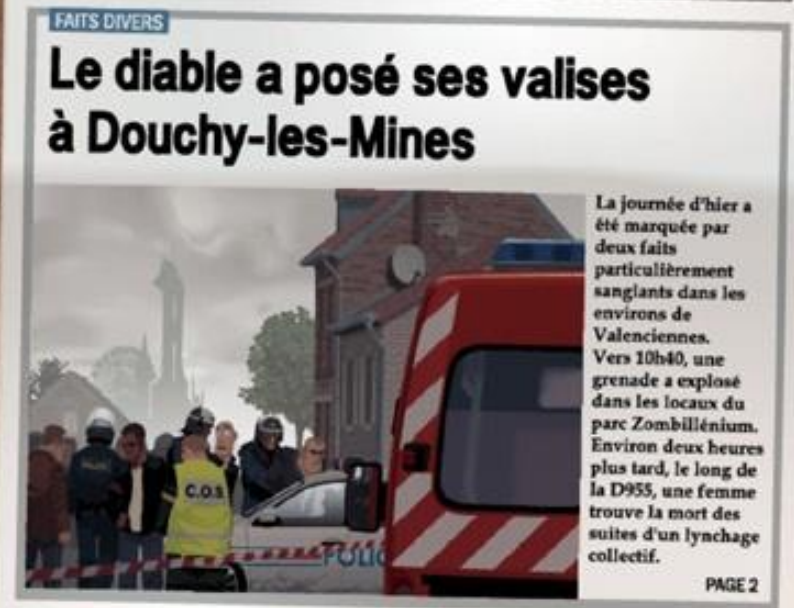 FAITS DIVERS
Le diable a posé ses valises
à Douchy-les-Mines
La journée d'hier a
été marquée par
deux faits
particulièrement
sanglants dans les
environs de
Valenciennes.
Vers 10h40, une
grenade a explosé
dans les locaux du
parc Zombillénium.
Environ deux heures
plus tard, le long de
la D955, une femme
trouve la mort des
suites d'un lynchage
collectif.
PAGE 2
C.O.S
POLIC